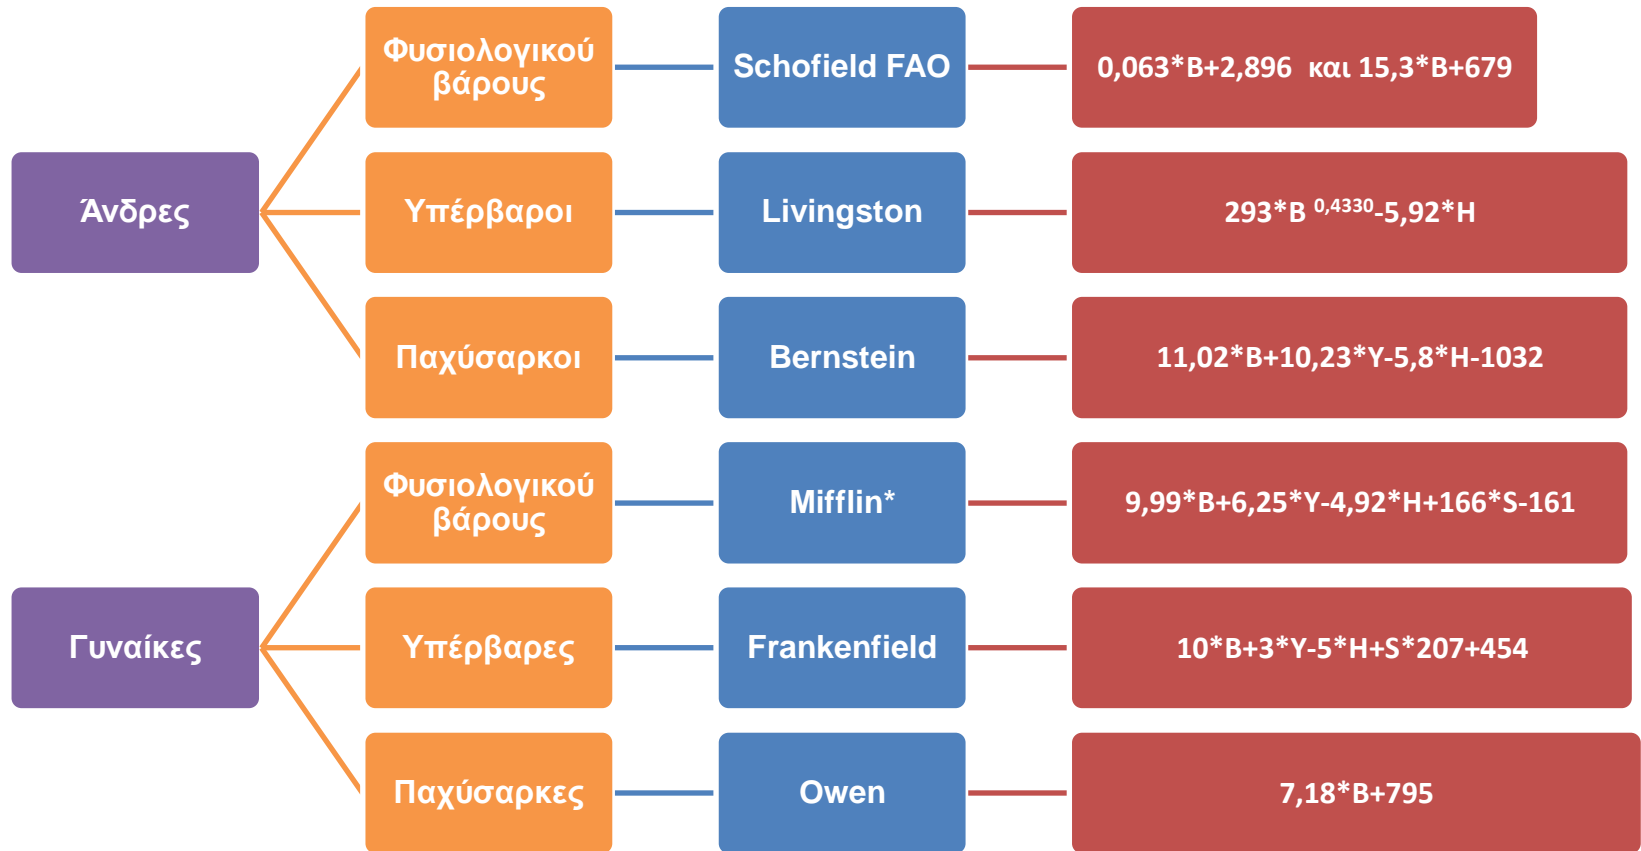 Άνδρες
Φυσιολογικού
βάρους
Schofield FAO
0,063*B+2,896 και 15,3*B+679
Υπέρβαροι
Livingston
293*B ⁰,⁴³³⁰-5,92*H
Παχύσαρκοι
Bernstein
11,02*B+10,23*Y-5,8*H-1032
Γυναίκες
Φυσιολογικού
βάρους
Mifflin*
9,99*B+6,25*Y-4,92*H+166*S-161
Υπέρβαρες
Frankenfield
10*B+3*Y-5*H+S*207+454
Παχύσαρκες
Owen
7,18*B+795